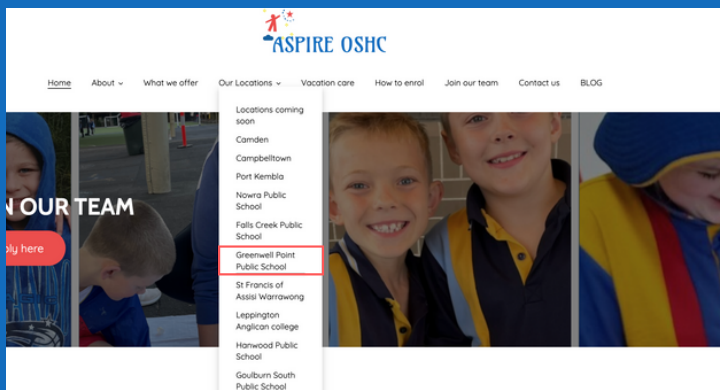 ASPIRE OSHC
Home About What we offer Our Locations Vacation care How to enrol Join our team Contact us BLOG
Locations coming
soon
Camden
Campbelltown
Port Kembla
Nowra Public
School
Falls Creek Public
School
Greenwell Point
Public School
St Francis of
Assisi Warrawong
Leppington
Anglican college
Hanwood Public
School
Goulburn South
Public School
OUR TEAM
here